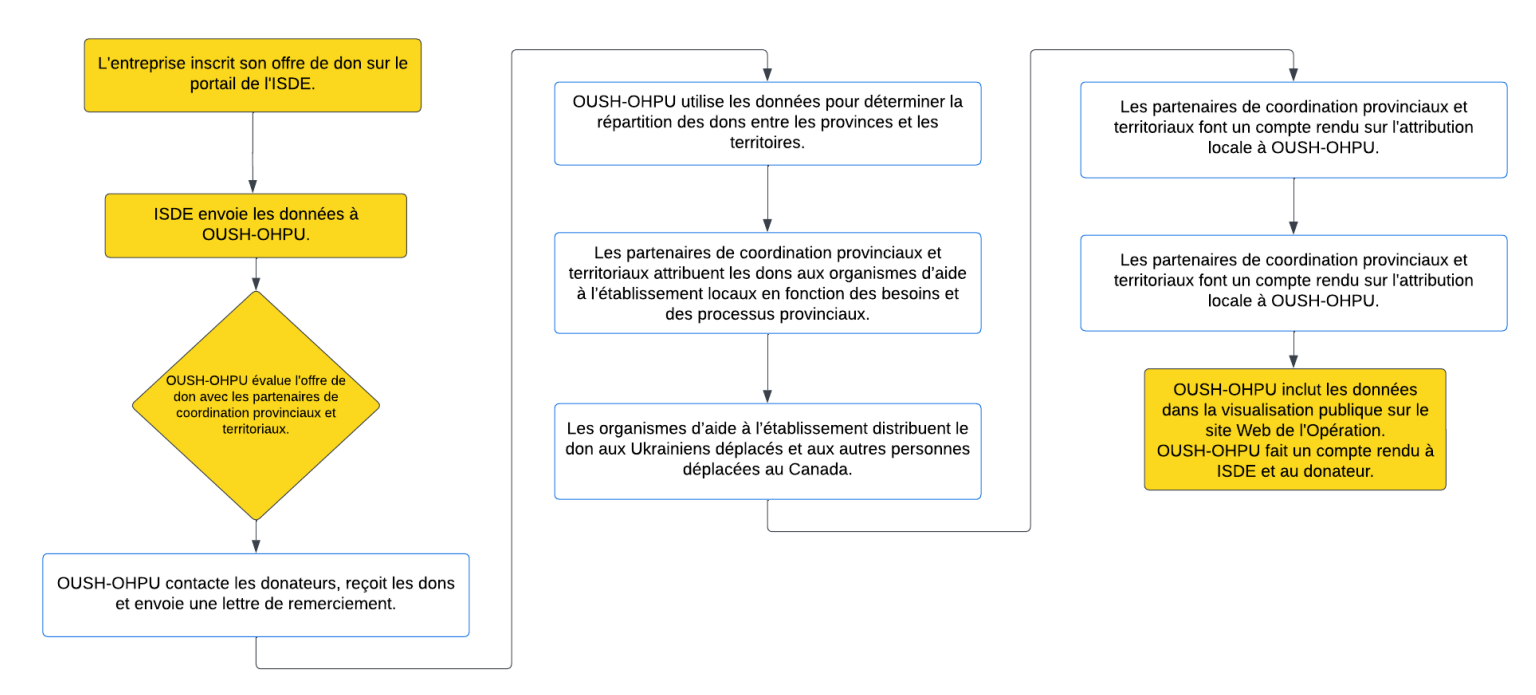 L'entreprise inscrit son offre de don sur le
portail de l'ISDE.
ISDE envoie les données à
OUSH-OHPU.
OUSH-OHPU évalue l'offre de
don avec les partenaires de
coordination provinciaux et
territoriaux.
OUSH-OHPU contacte les donateurs, reçoit les dons
et envoie une lettre de remerciement.
OUSH-OHPU utilise les données pour déterminer la
répartition des dons entre les provinces et les
territoires.
Les partenaires de coordination provinciaux et
territoriaux attribuent les dons aux organismes d’aide
à l’établissement locaux en fonction des besoins et
des processus provinciaux.
Les organismes d’aide à l’établissement distribuent le
don aux Ukrainiens déplacés et aux autres personnes
déplacées au Canada.
Les partenaires de coordination provinciaux et
territoriaux font un compte rendu sur l'attribution
locale à OUSH-OHPU.
Les partenaires de coordination provinciaux et
territoriaux font un compte rendu sur l'attribution
locale à OUSH-OHPU.
OUSH-OHPU inclut les données
dans la visualisation publique sur le
site Web de l'Opération.
OUSH-OHPU fait un compte rendu à
ISDE et au donateur.